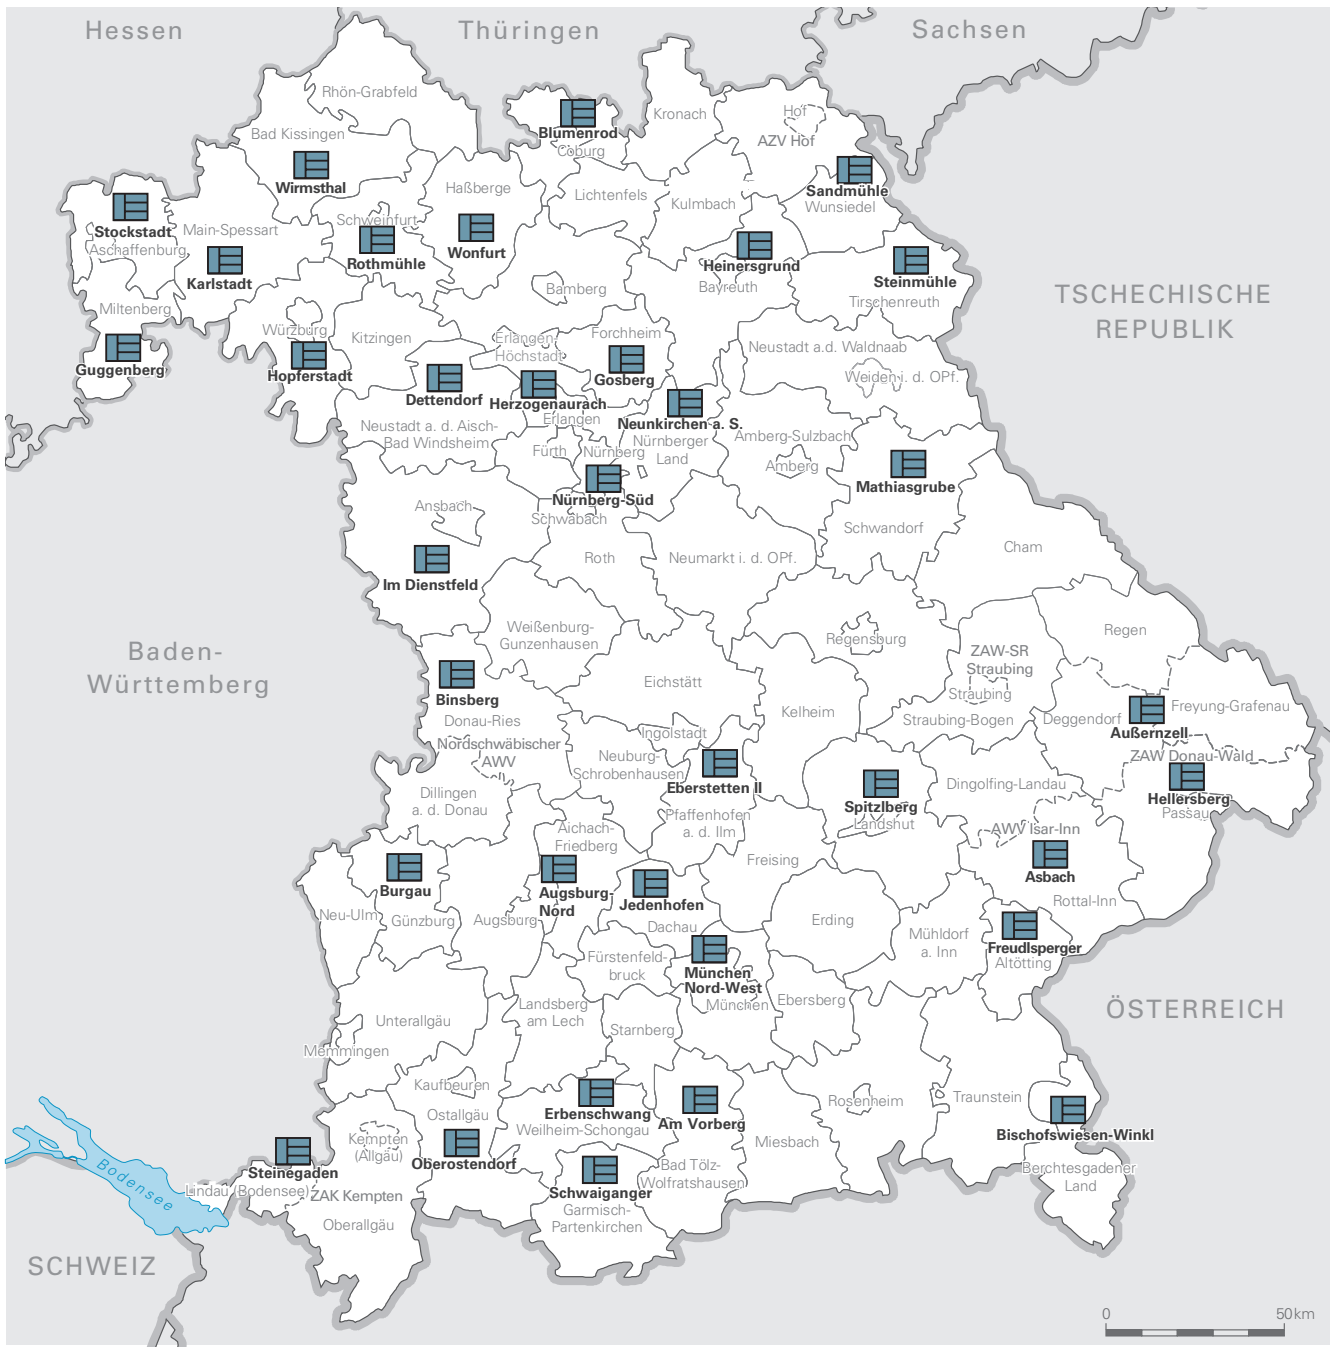 Hessen
Thüringen
Sachsen
Rhön-Grabfeld
Kronach
Hof
AZV Hof
Bad Kissingen
Blumenrod
Coburg
Wirmsthal
Haßberge
Lichtenfels
Kulmbach
Sandmühle
Wunsiedel
Stockstadt
Aschaffenburg
Main-Spessart
Schweinfurt
Rothmühle
Wonfurt
Karlstadt
Heinersgrund
Bayreuth
Steinmühle
Tirschenreuth
Bamberg
TSCHECHISCHE
REPUBLIK
Miltenberg
Guggenberg
Würzburg
Hopferstadt
Kitzingen
Erlangen-
Höchstadt
Forchheim
Gosberg
Neustadt a.d. Waldnaab
Weiden i. d. OPf.
Dettendorf
Herzogenaurach
Erlangen
Neunkirchen a. S.
Nürnberger
Land
Neustadt a. d. Aisch-
Bad Windsheim
Fürth
Nürnberg
Amberg-Sulzbach
Amberg
Mathiasgrube
Nürnberg-Süd
Schwabach
Ansbach
Schwandorf
Cham
Im Dienstfeld
Roth
Neumarkt i. d. OPf.
Weißenburg-
Gunzenhausen
Regensburg
Regen
ZAW-SR
Straubing
Straubing
Straubing-Bogen
Baden-
Württemberg
Binsberg
Donau-Ries
Nordschwäbischer
AWV
Eichstätt
Ingolstadt
Kelheim
Deggendorf
Freyung-Grafenau
Außernzell
ZAW Donau-Wald
Neuburg-
Schrobenhausen
Eberstetten II
Pfaffenhofen
a. d. Ilm
Spitzlberg
Landshut
Dingolfing-Landau
Hellersberg
Passau
Dillingen
a. d. Donau
Aichach-
Friedberg
Freising
AWV Isar-Inn
Asbach
Rottal-Inn
Burgau
Günzburg
Neu-Ulm
Augsburg
Augsburg-
Nord
Jedenhofen
Dachau
Erding
Mühldorf
a. Inn
Freudlsperger
Altötting
Fürstenfeld-
bruck
München
Nord-West
München
Ebersberg
ÖSTERREICH
Unterallgäu
Memmingen
Landsberg
am Lech
Starnberg
Kaufbeuren
Ostallgäu
Oberostendorf
Erbenschwang
Weilheim-Schongau
Am Vorberg
Rosenheim
Traunstein
Miesbach
Bischofswiesen-Winkl
Berchtesgadener
Land
Kempten
(Allgäu)
Steinegaden
Lindau (Bodensee)
ZAK Kempten
Oberallgäu
Schwaiganger
Garmisch-
Partenkirchen
Bad Tölz-
Wolfratshausen
Bodensee
SCHWEIZ
0
50 km